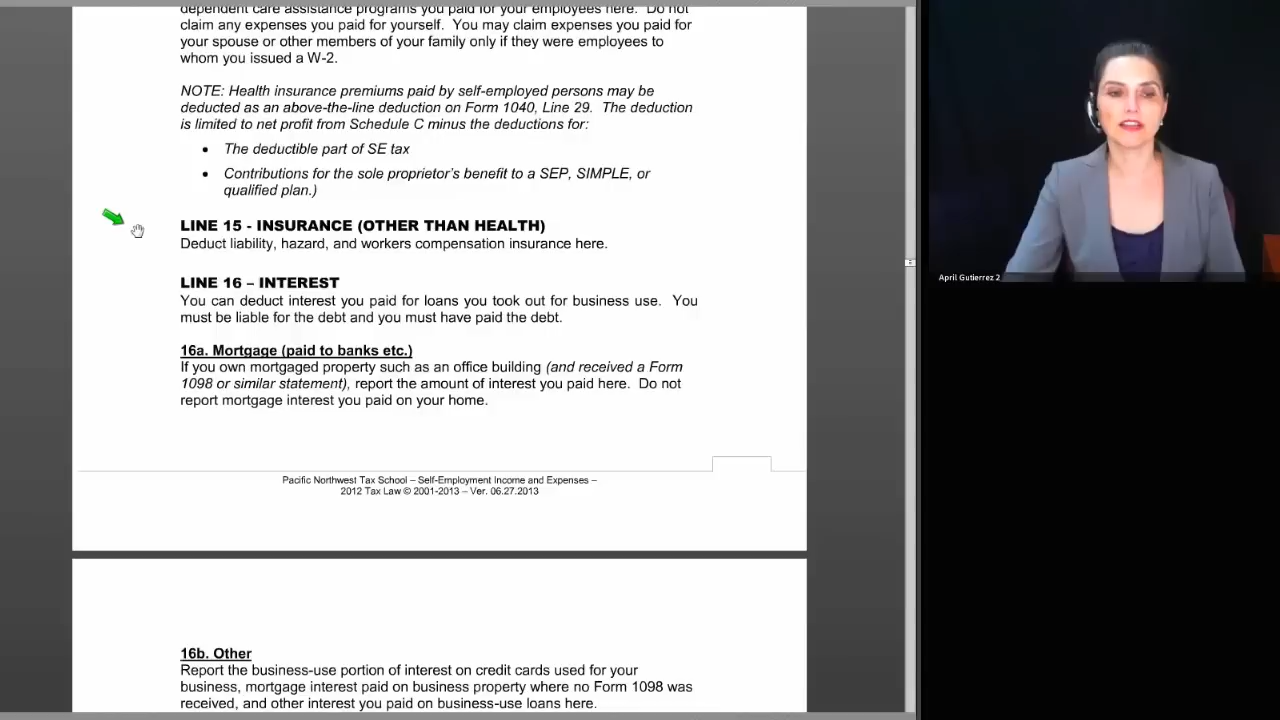 dependent care assistance programs you paid for your employees here. Do not
claim any expenses you paid for yourself. You may claim expenses you paid for
your spouse or other members of your family only if they were employees to
whom you issued a W-2.
NOTE: Health insurance premiums paid by self-employed persons may be
deducted as an above-the-line deduction on Form 1040, Line 29. The deduction
is limited to net profit from Schedule C minus the deductions for:
• The deductible part of SE tax
• Contributions for the sole proprietor's benefit to a SEP, SIMPLE, or
qualified plan.)
LINE 15 - INSURANCE (OTHER THAN HEALTH)
Deduct liability, hazard, and workers compensation insurance here.
LINE 16 – INTEREST
You can deduct interest you paid for loans you took out for business use. You
must be liable for the debt and you must have paid the debt.
16a. Mortgage (paid to banks etc.)
If you own mortgaged property such as an office building (and received a Form
1098 or similar statement), report the amount of interest you paid here. Do not
report mortgage interest you paid on your home.
Pacific Northwest Tax School – Self-Employment Income and Expenses –
2012 Tax Law © 2001-2013 – Ver. 06.27.2013
16b. Other
Report the business-use portion of interest on credit cards used for your
business, mortgage interest paid on business property where no Form 1098 was
received, and other interest you paid on business-use loans here.
April Gutierrez 2